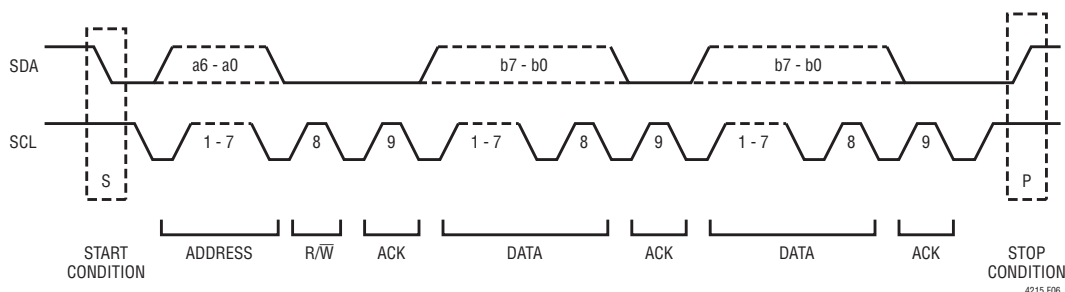 SDA
a6 - a0
b7 - b0
b7 - b0
SCL
1 - 7
8
9
1 - 7
8
9
1 - 7
8
9
S
P
START
CONDITION
ADDRESS
R/W̅
ACK
DATA
ACK
DATA
ACK
STOP
CONDITION
4215 F06